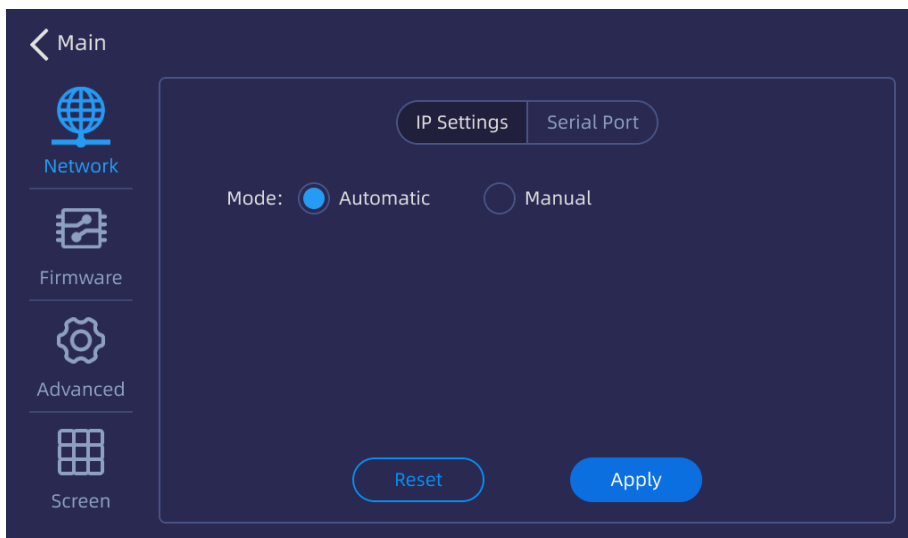 Main
Network
Firmware
Advanced
Screen
IP Settings Serial Port
Mode: Automatic Manual
Reset Apply